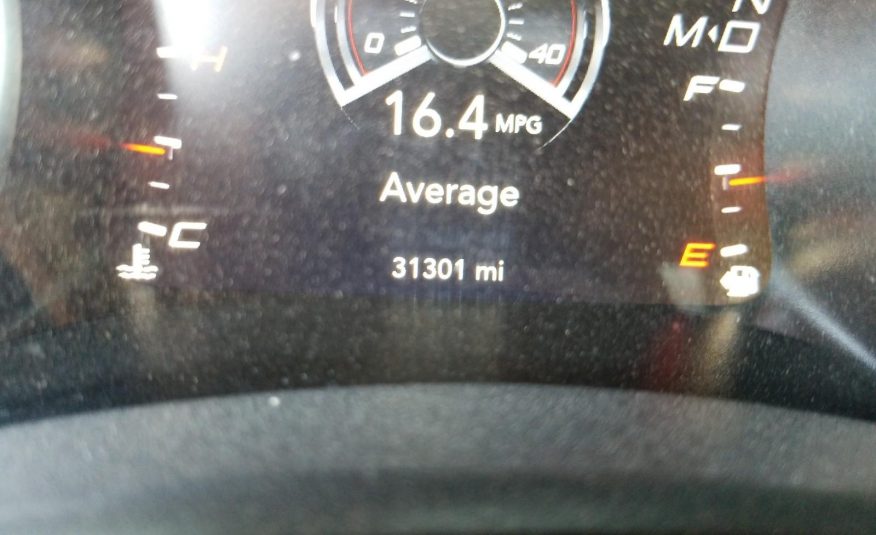 N
M D
H
0 40
F
16.4 MPG
Average
C
E
31301 mi